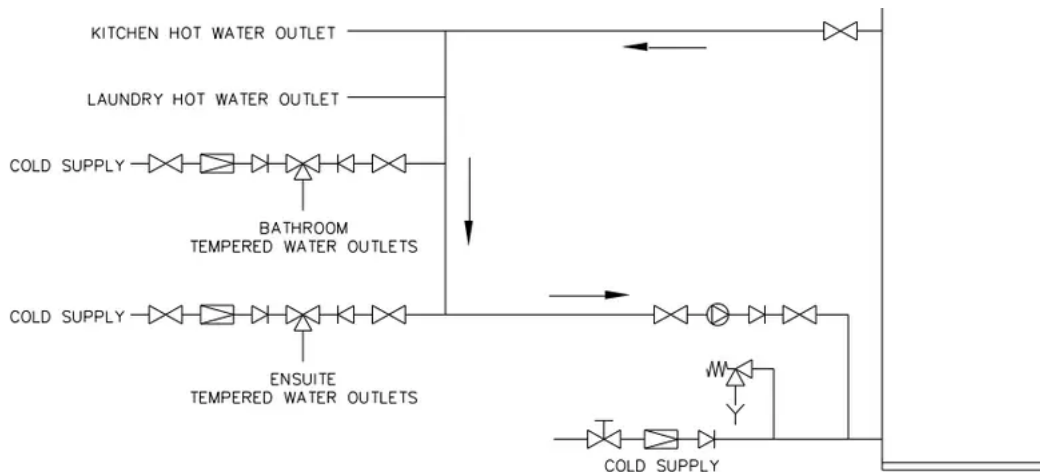 KITCHEN HOT WATER OUTLET
LAUNDRY HOT WATER OUTLET
COLD SUPPLY
BATHROOM
TEMPERED WATER OUTLETS
COLD SUPPLY
ENSUITE
TEMPERED WATER OUTLETS
COLD SUPPLY